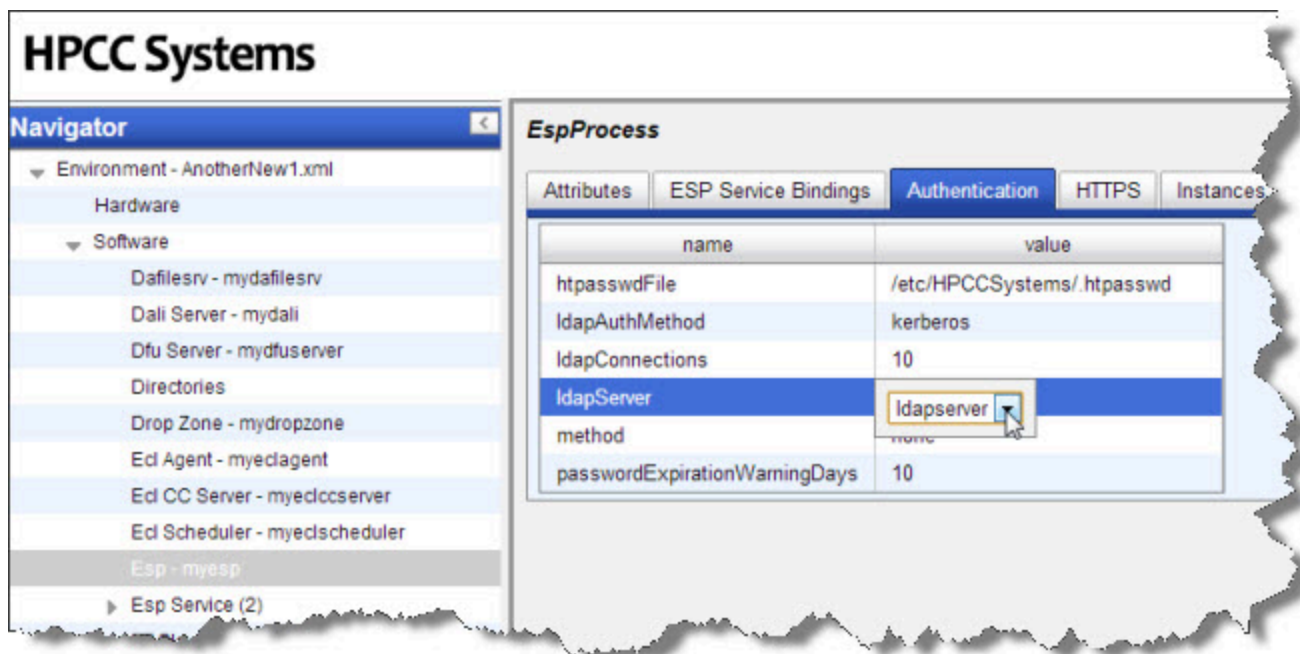 HPCC Systems
Navigator
Environment - AnotherNew1.xml
Hardware
Software
Dafilesrv - mydafilesrv
Dali Server - mydali
Dfu Server - mydfuserver
Directories
Drop Zone - mydropzone
Ecl Agent - myeclagent
Ecl CC Server - myeclccserver
Ecl Scheduler - myeclscheduler
Esp - myesp
Esp Service (2)
EspProcess
Attributes ESP Service Bindings Authentication HTTPS Instances
name value
htpasswdFile /etc/HPCCSystems/.htpasswd
ldapAuthMethod kerberos
ldapConnections 10
ldapServer ldapserver
method none
passwordExpirationWarningDays 10